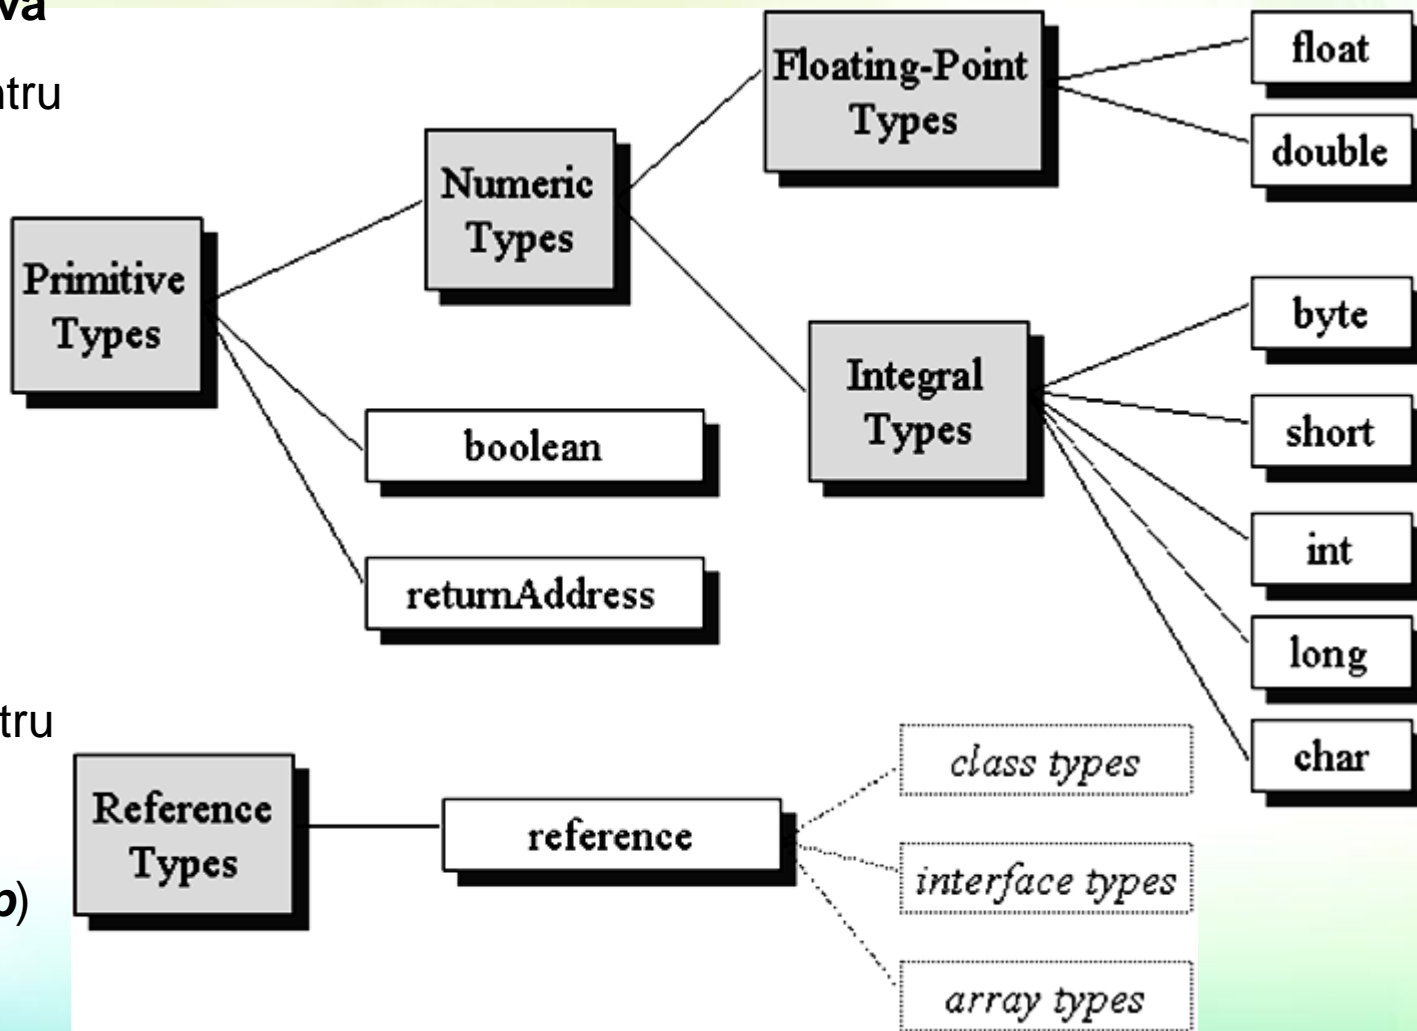 va
ntru
Floating-Point
Types
float
double
Numeric
Types
Primitive
Types
byte
Integral
Types
short
boolean
int
returnAddress
long
tru
char
class types
Reference
Types
reference
interface types
p)
array types